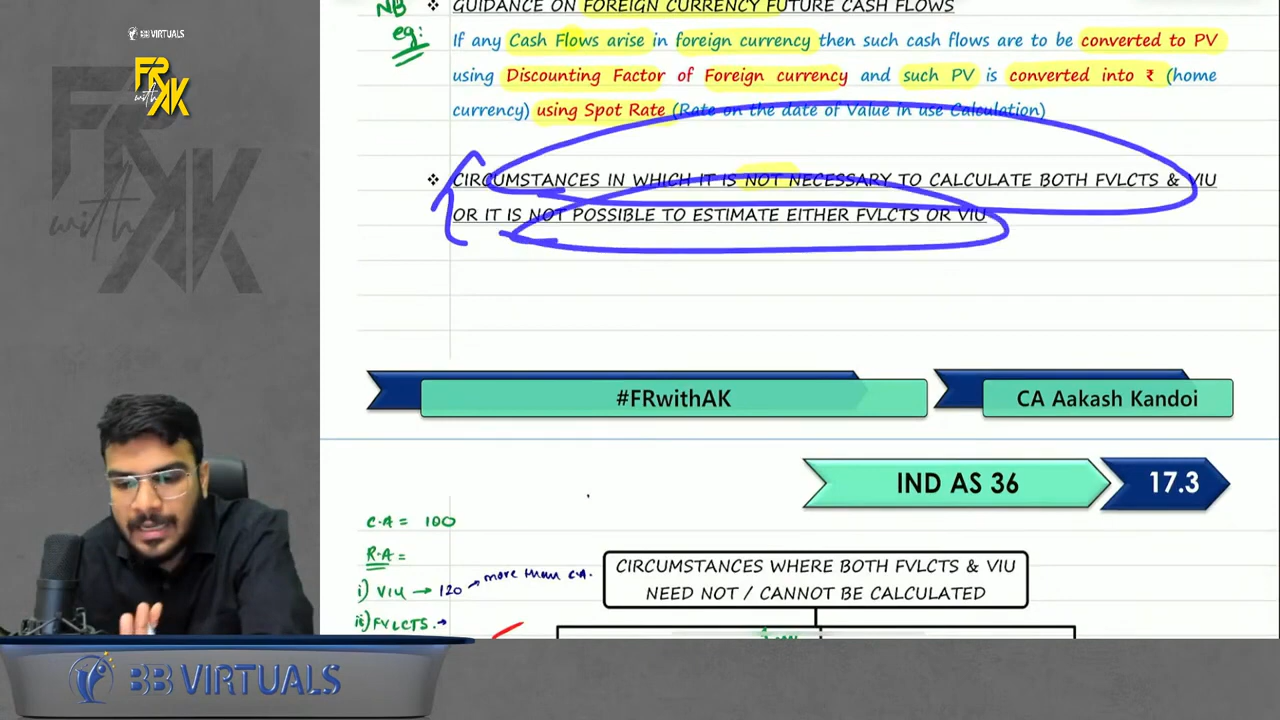 BB VIRTUALS
FR
with
AK
FR
with
AK
NB
❖ GUIDANCE ON FOREIGN CURRENCY FUTURE CASH FLOWS
eg:
If any Cash Flows arise in foreign currency then such cash flows are to be converted to PV
using Discounting Factor of Foreign currency and such PV is converted into ₹ (home
currency) using Spot Rate (Rate on the date of Value in use Calculation)
❖ CIRCUMSTANCES IN WHICH IT IS NOT NECESSARY TO CALCULATE BOTH FVLCTS & VIU
OR IT IS NOT POSSIBLE TO ESTIMATE EITHER FVLCTS OR VIU
#FRwithAK
CA Aakash Kandoi
IND AS 36
17.3
C.A = 100
R.A =
i) VIU → 120 → more than C.A.
ii) FVLCTS. →
CIRCUMSTANCES WHERE BOTH FVLCTS & VIU
NEED NOT / CANNOT BE CALCULATED
BB VIRTUALS